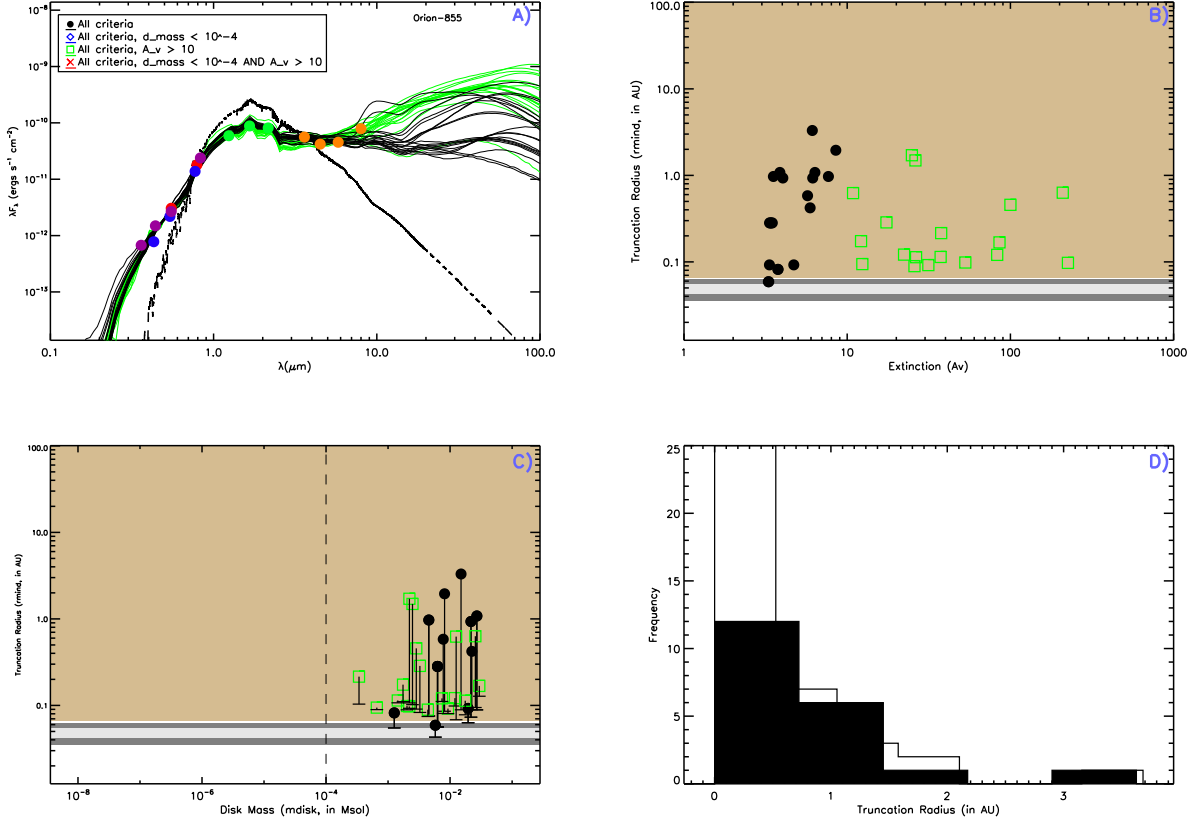 Orion-855
A)
All criteria
All criteria, d_mass < 10^-4
All criteria, A_v > 10
All criteria, d_mass < 10^-4 AND A_v > 10
10⁻⁸
10⁻⁹
10⁻¹⁰
10⁻¹¹
10⁻¹²
10⁻¹³
λFλ (ergs s⁻¹ cm⁻²)
0.1 1.0 10.0 100.0
λ(μm)
B)
100.0
10.0
1.0
0.1
Truncation Radius (rmind, in AU)
1 10 100 1000
Extinction (Av)
C)
100.0
10.0
1.0
0.1
Truncation Radius (rmind, in AU)
10⁻⁸ 10⁻⁶ 10⁻⁴ 10⁻²
Disk Mass (mdisk, in Msol)
D)
25
20
15
10
5
0
Frequency
0 1 2 3
Truncation Radius (in AU)